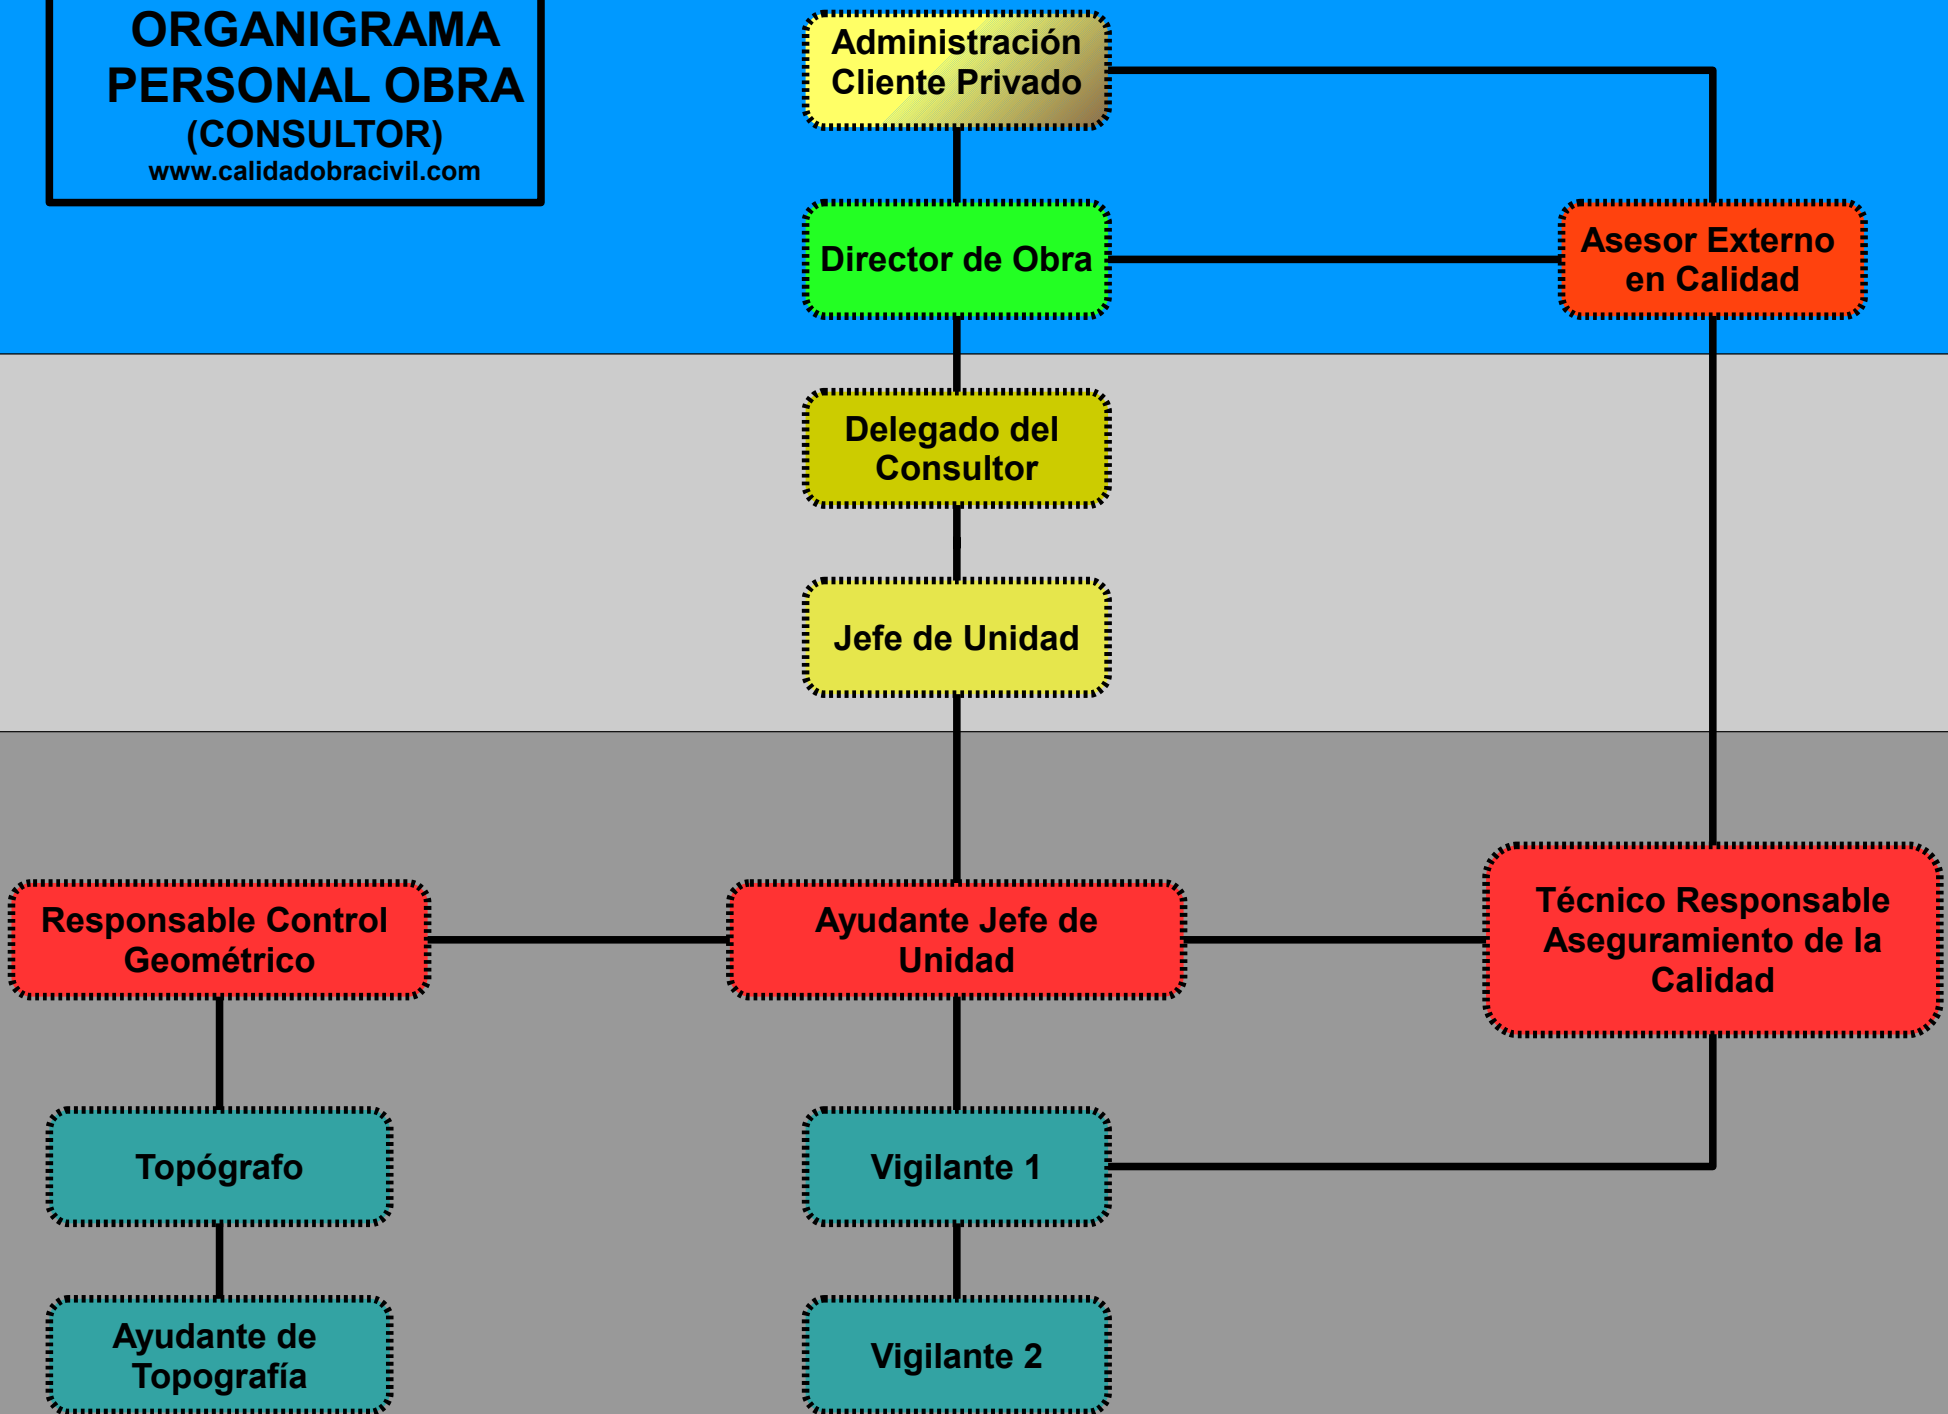 ORGANIGRAMA
PERSONAL OBRA
(CONSULTOR)
www.calidadobracivil.com
Administración
Cliente Privado
Director de Obra
Asesor Externo
en Calidad
Delegado del
Consultor
Jefe de Unidad
Responsable Control
Geométrico
Ayudante Jefe de
Unidad
Técnico Responsable
Aseguramiento de la
Calidad
Topógrafo
Vigilante 1
Ayudante de
Topografía
Vigilante 2